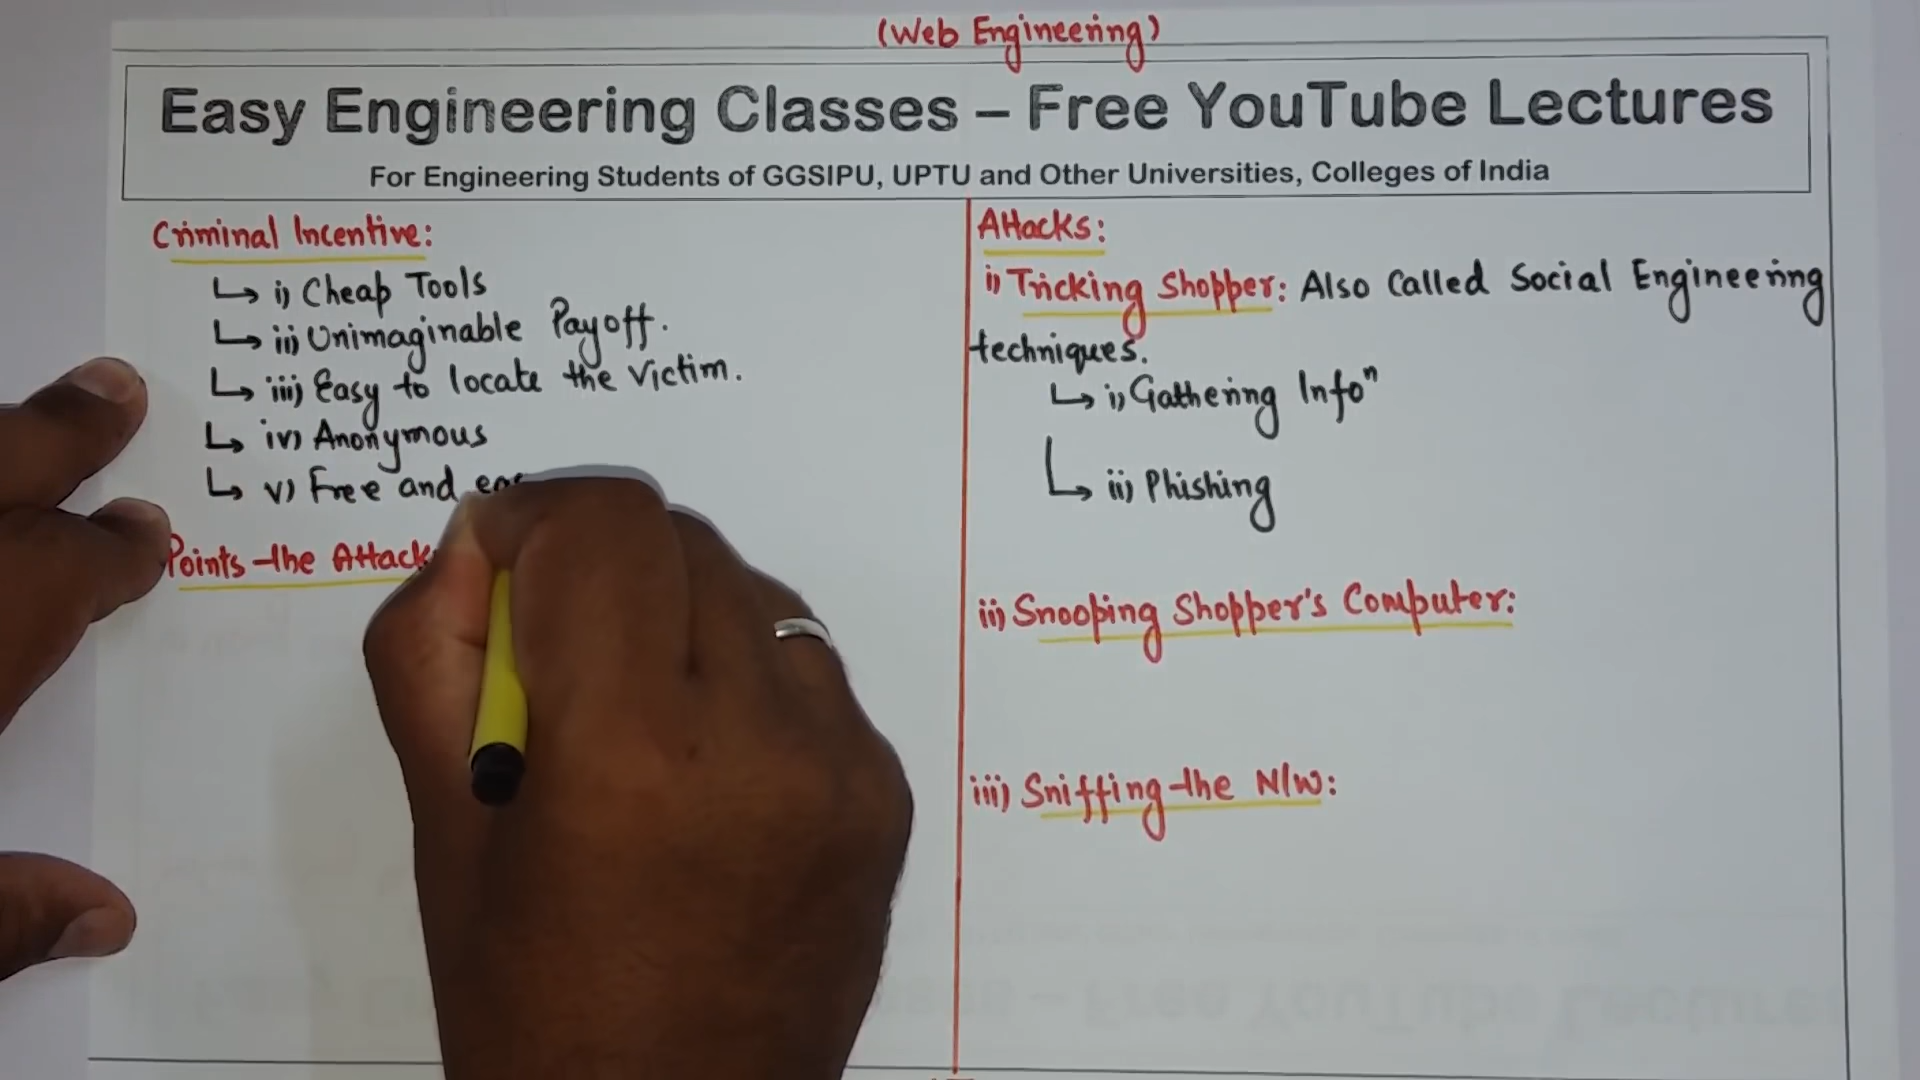 (Web Engineering)
Easy Engineering Classes – Free YouTube Lectures
For Engineering Students of GGSIPU, UPTU and Other Universities, Colleges of India
Criminal Incentive:
↳ i) Cheap Tools
↳ ii) Unimaginable Payoff.
↳ iii) Easy to locate the Victim.
↳ iv) Anonymous
↳ v) Free and
Points the
Attacks:
i) Tricking Shopper: Also Called Social Engineering
techniques.
↳ i) Gathering Infoⁿ
↳ ii) Phishing
ii) Snooping Shopper's Computer:
iii) Sniffing the N/W: